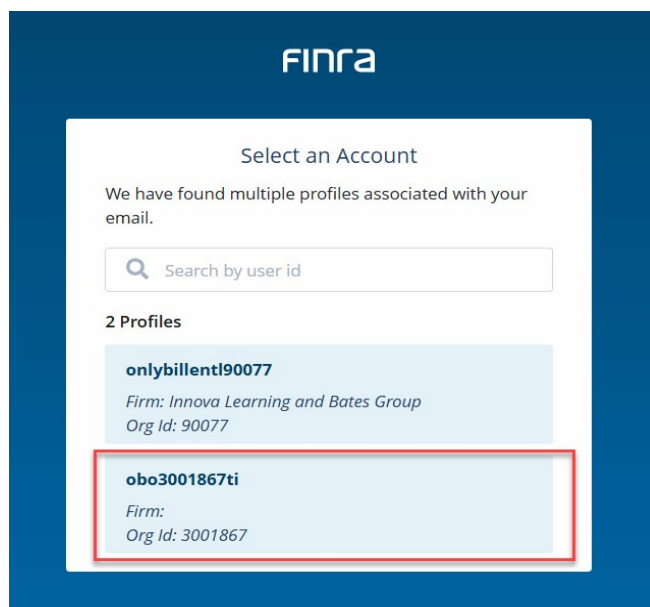 FINRA
Select an Account
We have found multiple profiles associated with your
email.
Search by user id
2 Profiles
onlybillentl90077
Firm: Innova Learning and Bates Group
Org Id: 90077
obo3001867ti
Firm:
Org Id: 3001867